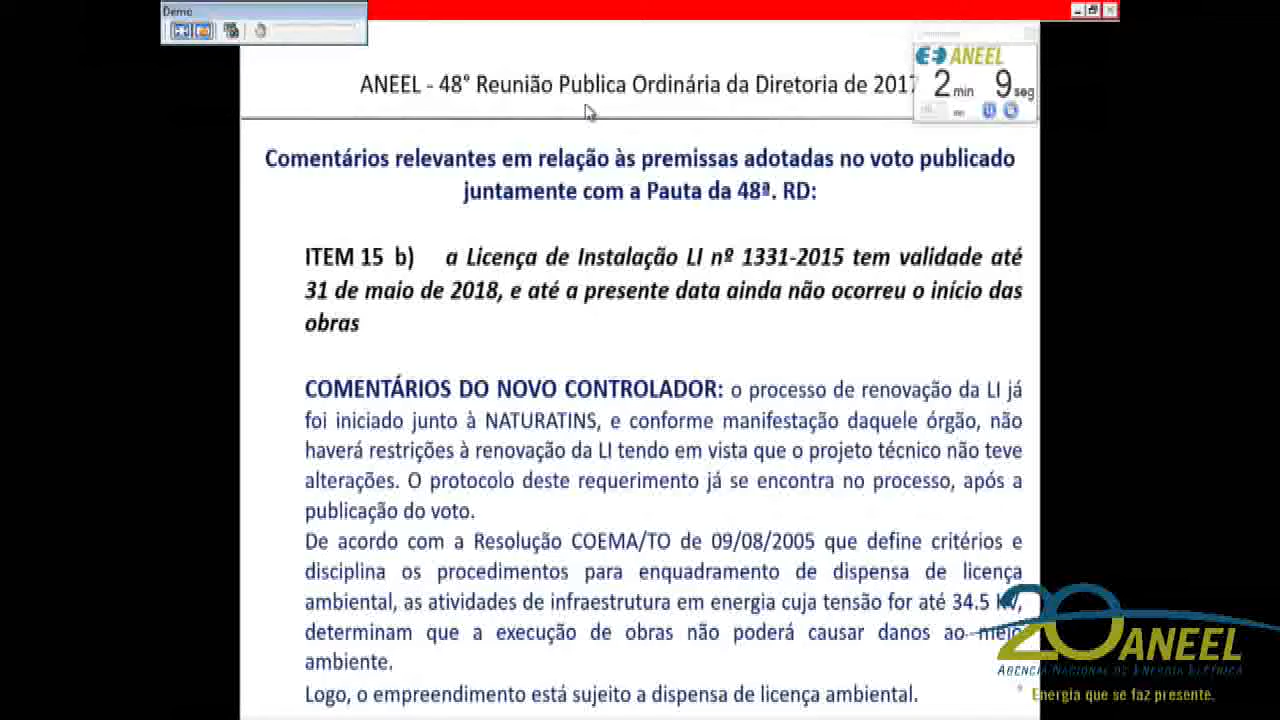 Demo
ANEEL - 48° Reunião Publica Ordinária da Diretoria de 2017
ANEEL
2 min 9 seg
Comentários relevantes em relação às premissas adotadas no voto publicado
juntamente com a Pauta da 48ª. RD:
ITEM 15 b) a Licença de Instalação LI nº 1331-2015 tem validade até
31 de maio de 2018, e até a presente data ainda não ocorreu o início das
obras
COMENTÁRIOS DO NOVO CONTROLADOR: o processo de renovação da LI já
foi iniciado junto à NATURATINS, e conforme manifestação daquele órgão, não
haverá restrições à renovação da LI tendo em vista que o projeto técnico não teve
alterações. O protocolo deste requerimento já se encontra no processo, após a
publicação do voto.
De acordo com a Resolução COEMA/TO de 09/08/2005 que define critérios e
disciplina os procedimentos para enquadramento de dispensa de licença
ambiental, as atividades de infraestrutura em energia cuja tensão for até 34.5 KV,
determinam que a execução de obras não poderá causar danos ao meio
ambiente.
Logo, o empreendimento está sujeito a dispensa de licença ambiental.
20 ANEEL
AGÊNCIA NACIONAL DE ENERGIA ELÉTRICA
Energia que se faz presente.